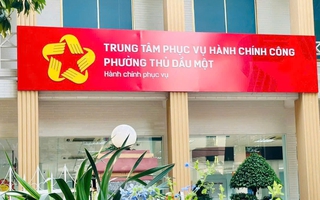 TRUNG TÂM PHỤC VỤ HÀNH CHÍNH CÔNG
PHƯỜNG THỦ DẦU MỘT
Hành chính phục vụ